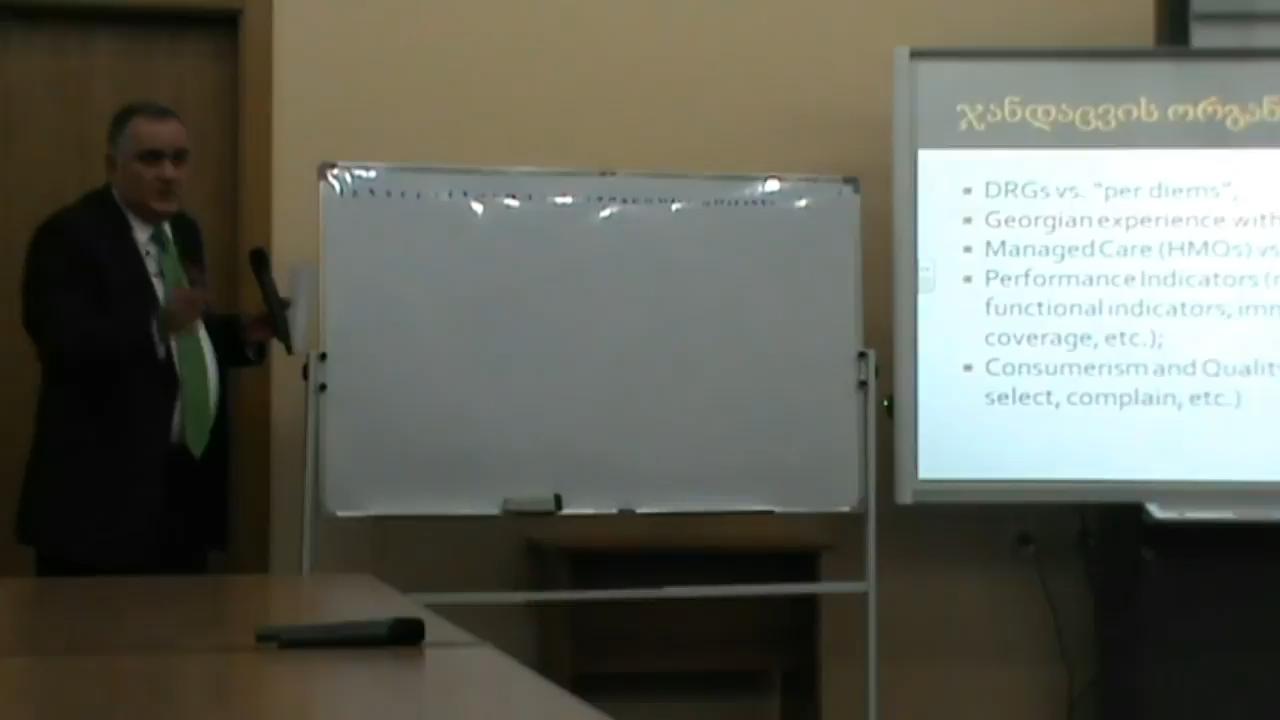 ჯანდაცვის ორგან
DRGs vs. "per diems",
Georgian experience with
Managed Care (HMOs) vs
Performance Indicators (
functional indicators, imm
coverage, etc.);
Consumerism and Quality
select, complain, etc.)